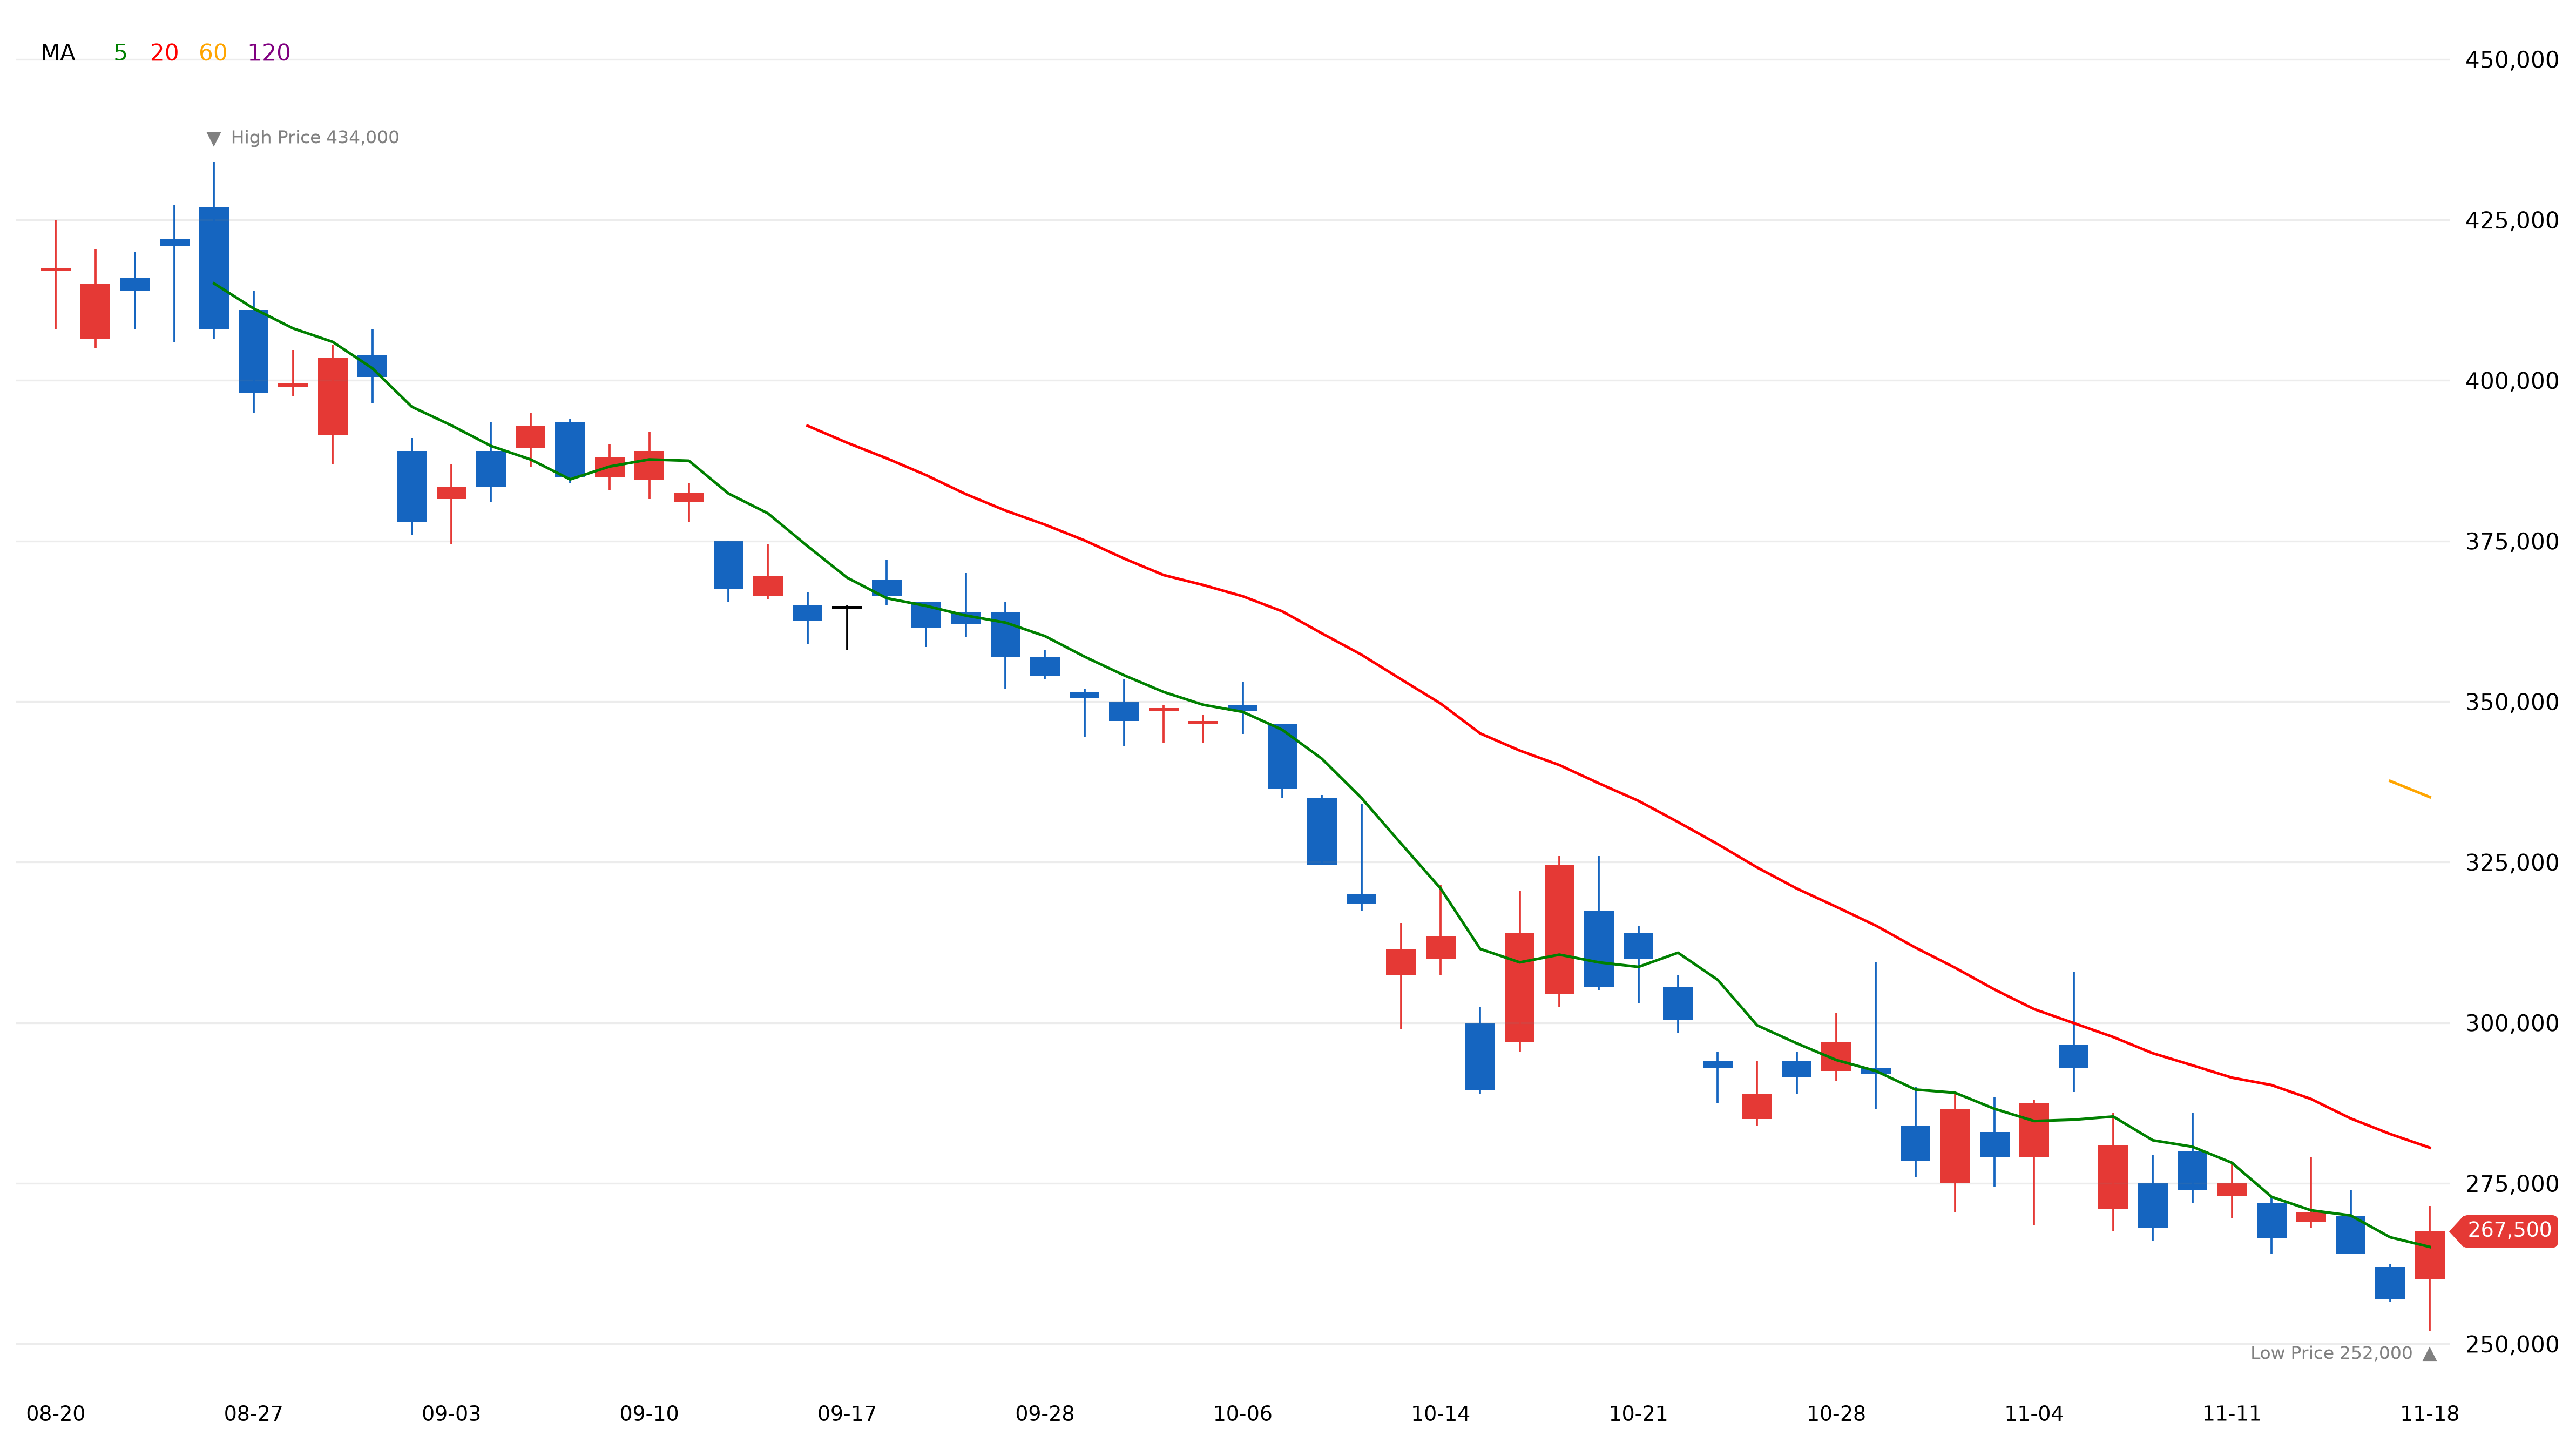 MA 5 20 60 120
450,000
▼ High Price 434,000
425,000
400,000
375,000
350,000
325,000
300,000
275,000
267,500
250,000
Low Price 252,000 ▲
08-20 08-27 09-03 09-10 09-17 09-28 10-06 10-14 10-21 10-28 11-04 11-11 11-18